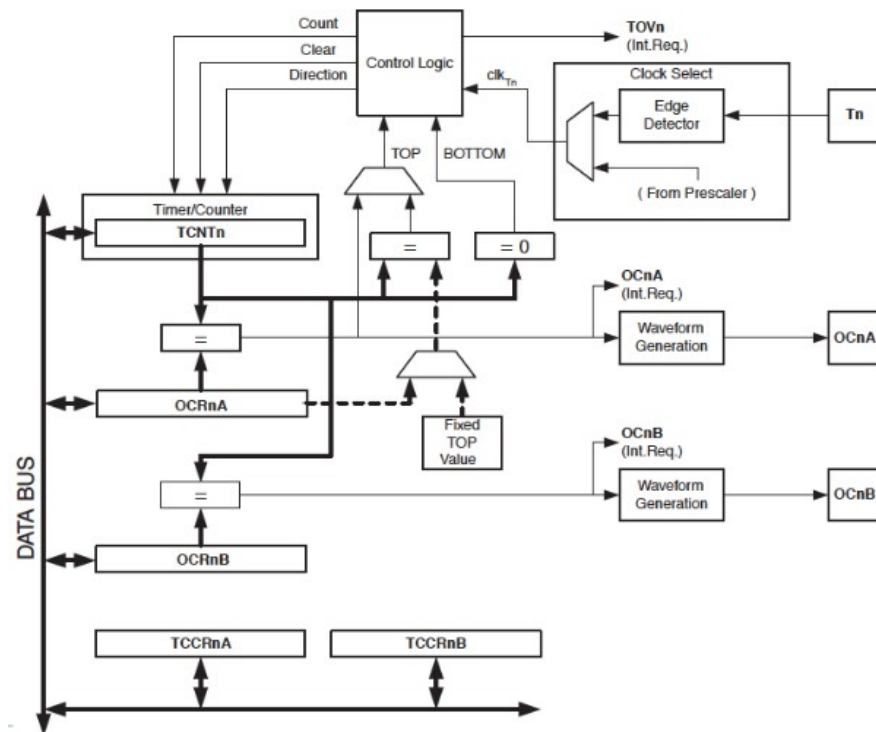 Count
Clear
Direction
Control Logic
TOVn
(Int.Req.)
clkTn
Clock Select
Edge
Detector
Tn
( From Prescaler )
TOP
BOTTOM
Timer/Counter
TCNTn
=
= 0
OCnA
(Int.Req.)
=
Waveform
Generation
OCnA
OCRnA
Fixed
TOP
Value
OCnB
(Int.Req.)
=
Waveform
Generation
OCnB
OCRnB
DATA BUS
TCCRnA
TCCRnB